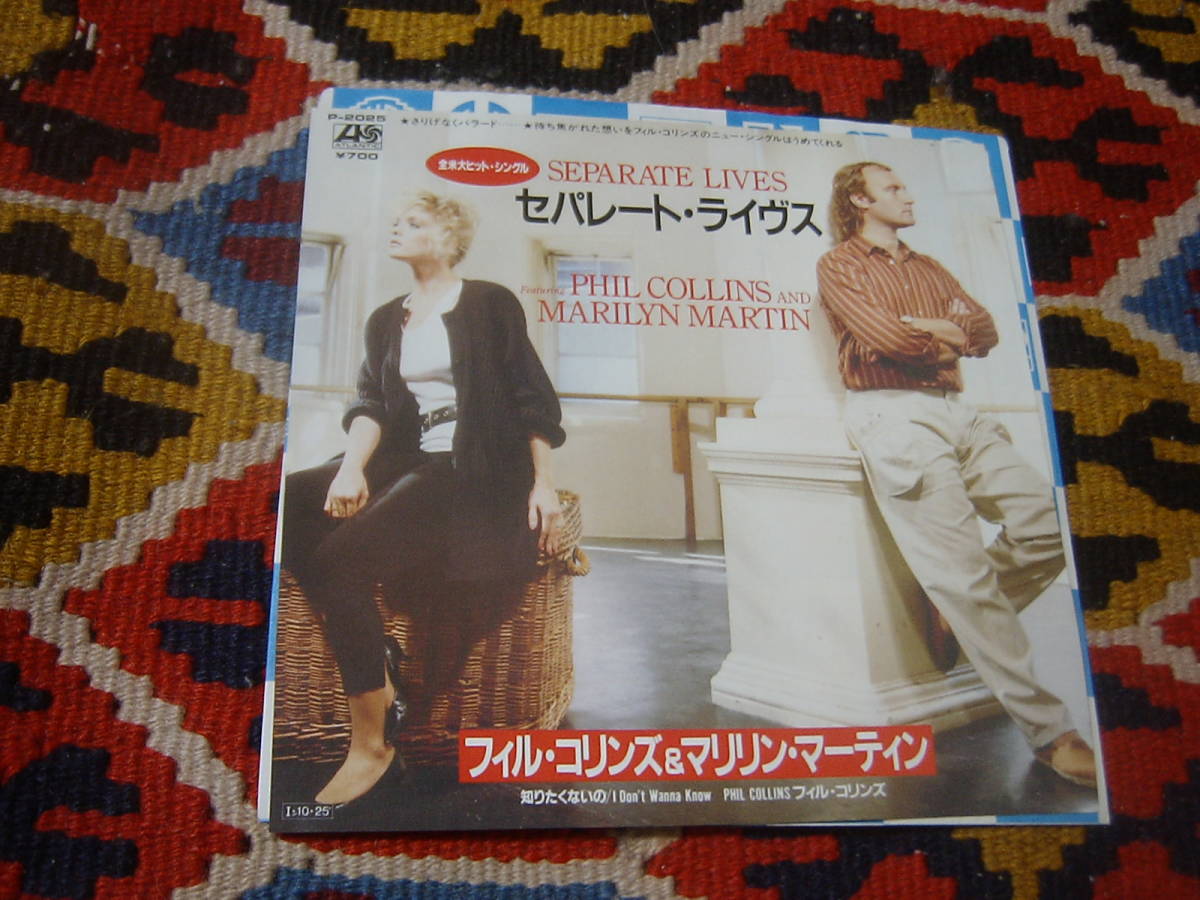 P-2025
ATLANTIC
¥700
★さりげなくバラード……★待ち焦がれた想いをフィル・コリンズのニュー・シングルはうめてくれる
全米大ヒット・シングル
SEPARATE LIVES
セパレート・ライヴス
Featuring PHIL COLLINS AND
MARILYN MARTIN
フィル・コリンズ&マリリン・マーティン
知りたくないの/I Don't Wanna Know PHIL COLLINS フィル・コリンズ